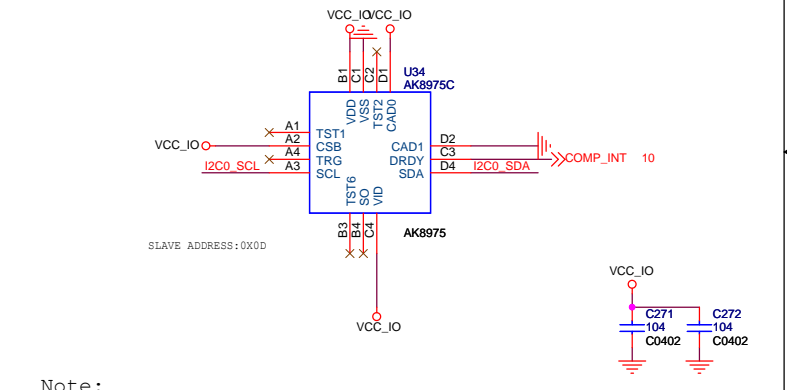 VCC_IO VCC_IO
B1 C1 C2 D1
U34
AK8975C
VDD VSS TST2 CAD0
A1 TST1
VCC_IO A2 CSB
A4 TRG
I2C0_SCL A3 SCL
CAD1 D2
DRDY C3 COMP_INT 10
SDA D4 I2C0_SDA
TST6 SO VID
B3 B4 C4
AK8975
SLAVE ADDRESS:0X0D
VCC_IO
VCC_IO
C271
104
C0402
C272
104
C0402
Note: